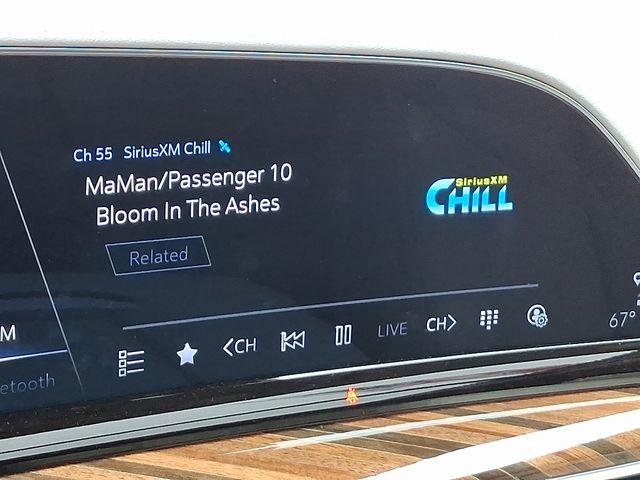 Ch 55 SiriusXM Chill
MaMan/Passenger 10
Bloom In The Ashes
SiriusXM
CHILL
Related
M
etooth
<CH
LIVE
CH>
67°